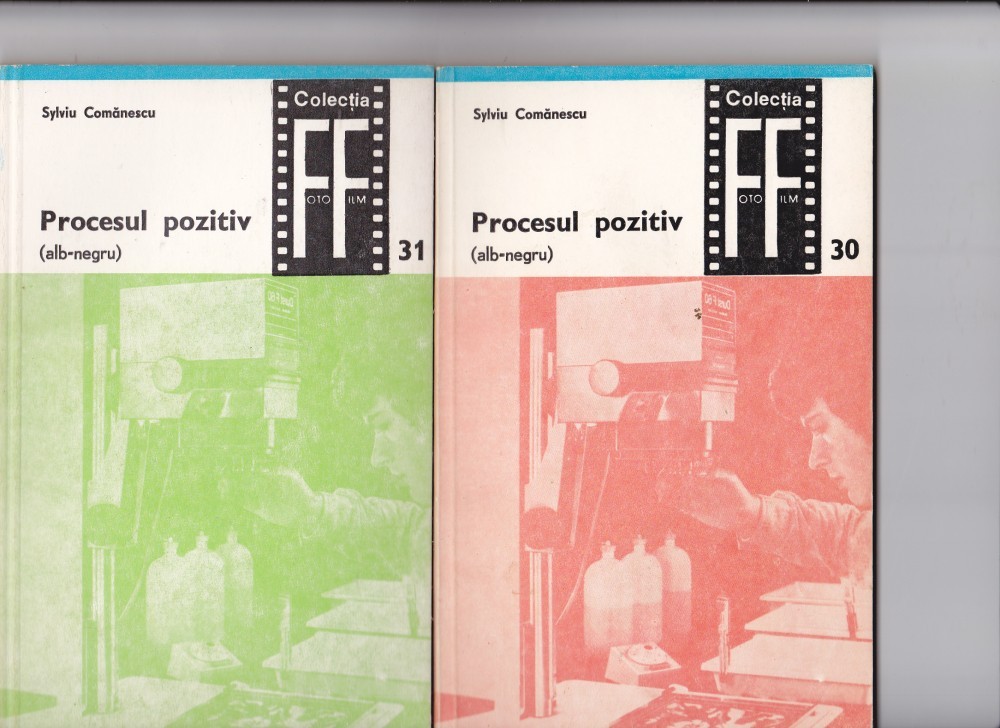 Sylviu Comănescu
Colecția
FF
OTO ILM
Procesul pozitiv
(alb-negru)
31
Sylviu Comănescu
Colecția
FF
OTO ILM
Procesul pozitiv
(alb-negru)
30